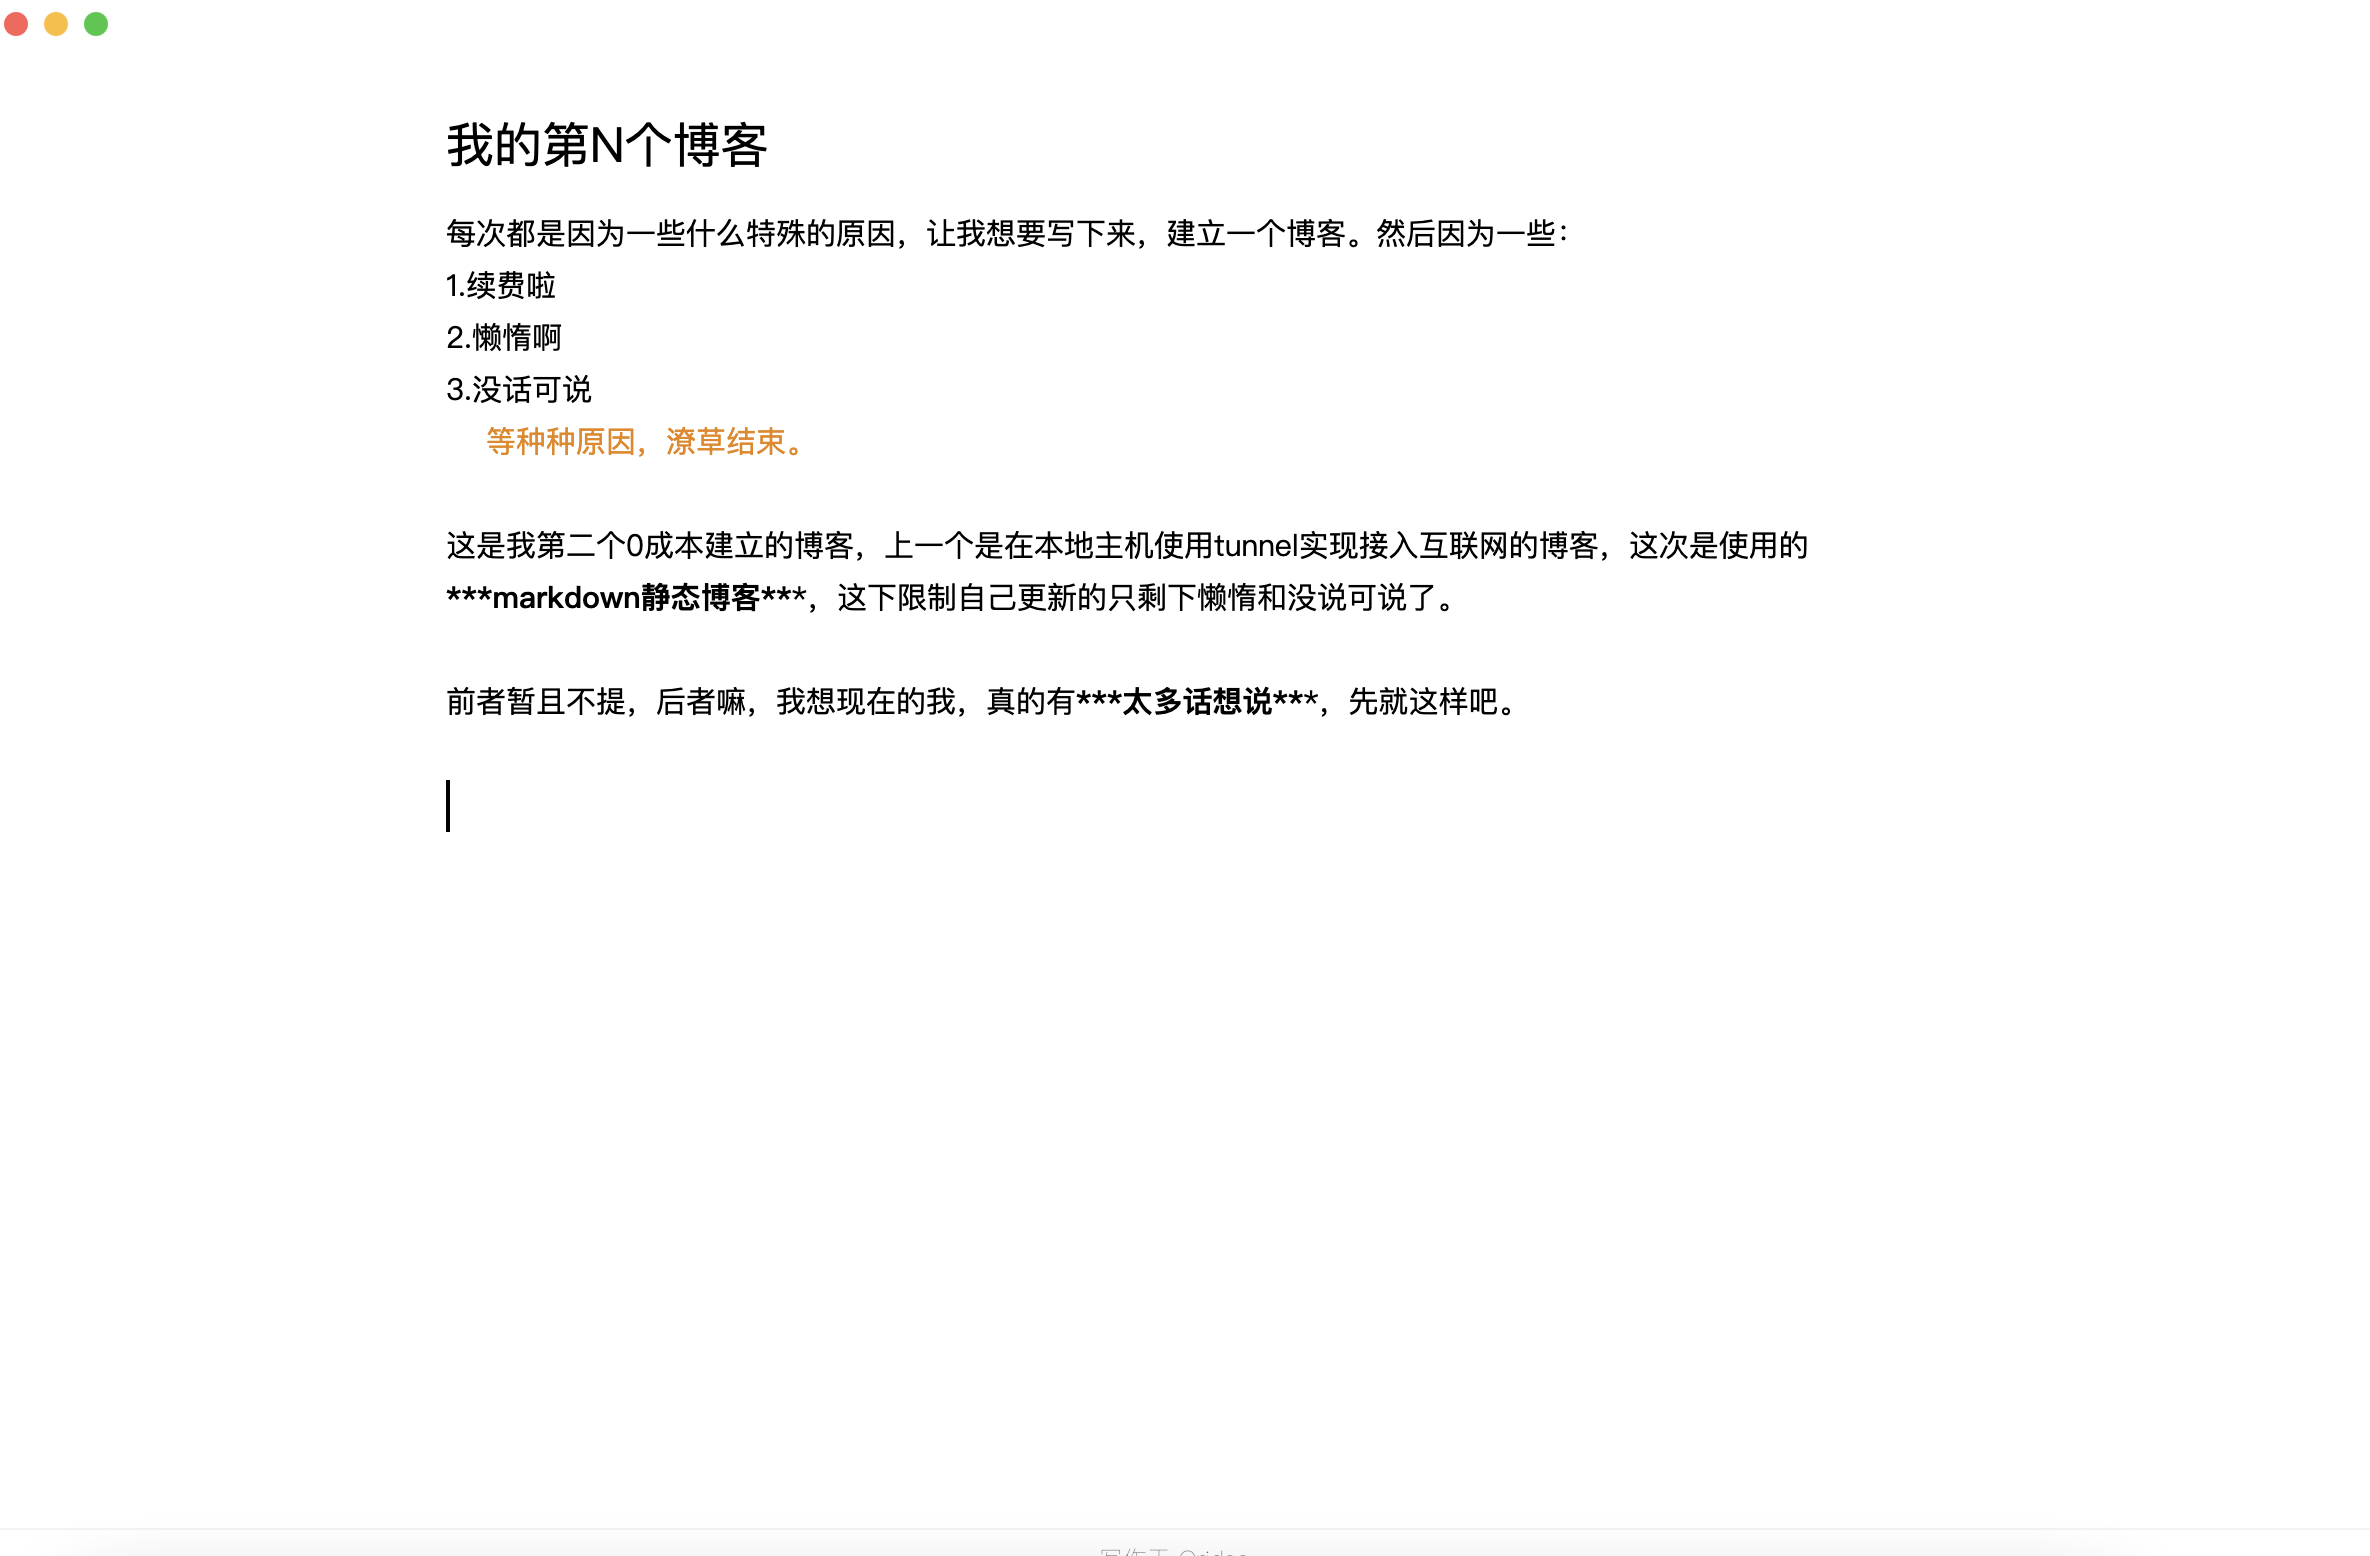 我的第N个博客
每次都是因为一些什么特殊的原因，让我想要写下来，建立一个博客。然后因为一些：
1.续费啦
2.懒惰啊
3.没话可说
等种种原因，潦草结束。
这是我第二个0成本建立的博客，上一个是在本地主机使用tunnel实现接入互联网的博客，这次是使用的
***markdown静态博客***，这下限制自己更新的只剩下懒惰和没说可说了。
前者暂且不提，后者嘛，我想现在的我，真的有***太多话想说***，先就这样吧。